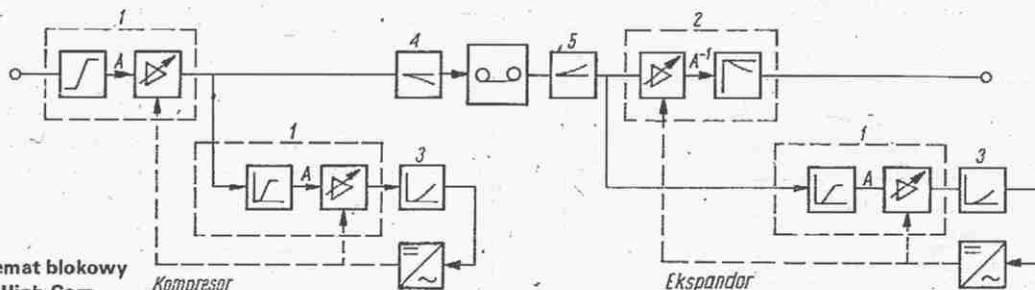 1
2
4
5
A
A⁻¹
1
3
1
3
A
A
emat blokowy
High Com
Kompresor
Ekspandor